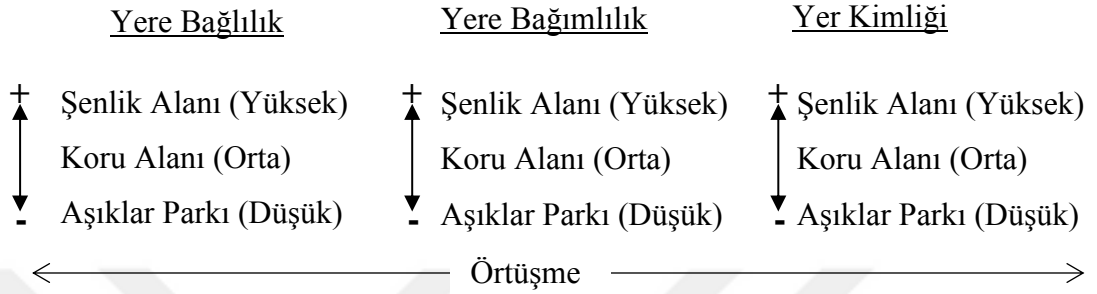 Yere Bağlılık Yere Bağımlılık Yer Kimliği
+ Şenlik Alanı (Yüksek) + Şenlik Alanı (Yüksek) + Şenlik Alanı (Yüksek)
Koru Alanı (Orta) Koru Alanı (Orta) Koru Alanı (Orta)
- Aşıklar Parkı (Düşük) - Aşıklar Parkı (Düşük) - Aşıklar Parkı (Düşük)
Örtüşme